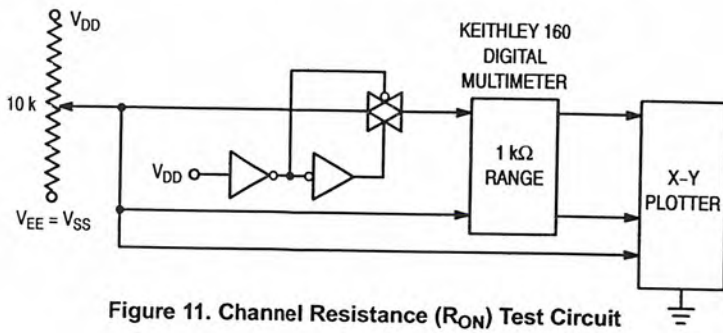 V_DD
10 k
V_EE = V_SS
V_DD
KEITHLEY 160
DIGITAL
MULTIMETER
1 kΩ
RANGE
X–Y
PLOTTER
Figure 11. Channel Resistance (R_ON) Test Circuit